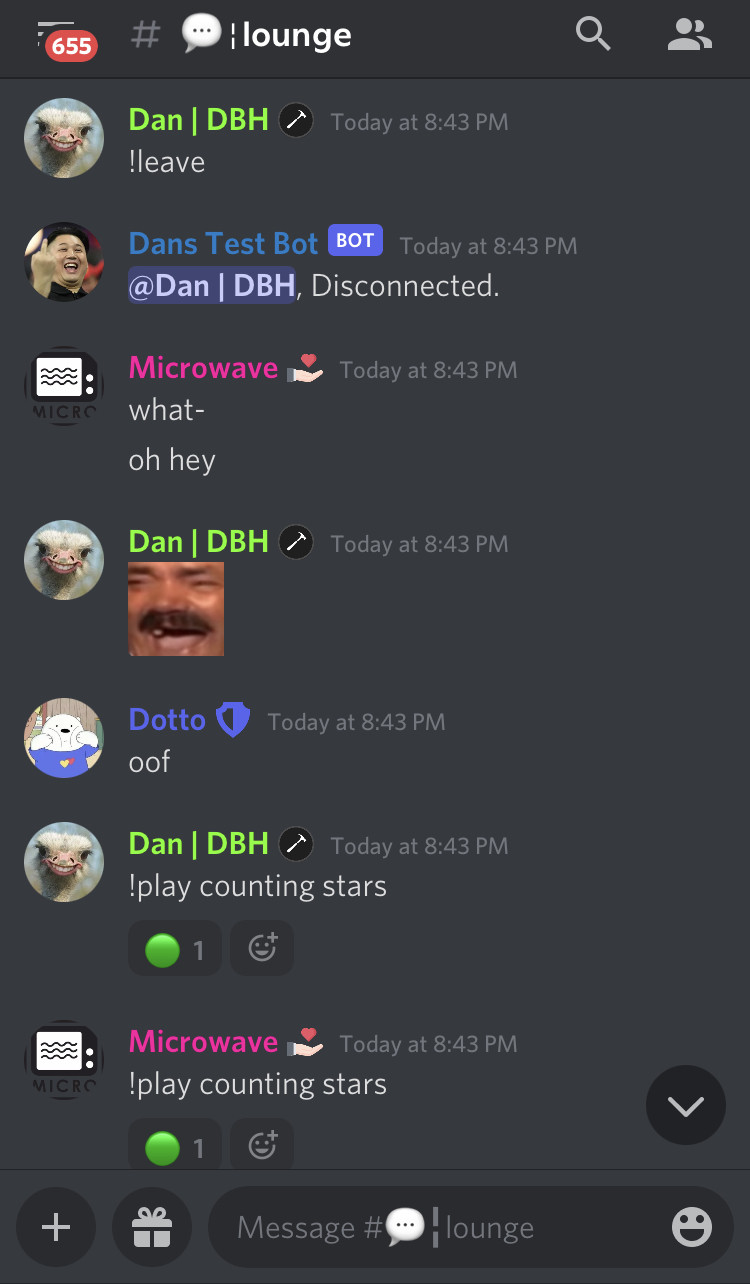 655
# 💬¦lounge
Dan | DBH Today at 8:43 PM
!leave
Dans Test Bot BOT Today at 8:43 PM
@Dan | DBH, Disconnected.
Microwave Today at 8:43 PM
MICRO
what-
oh hey
Dan | DBH Today at 8:43 PM
Dotto Today at 8:43 PM
oof
Dan | DBH Today at 8:43 PM
!play counting stars
1
Microwave Today at 8:43 PM
MICRO
!play counting stars
1
Message #💬¦lounge